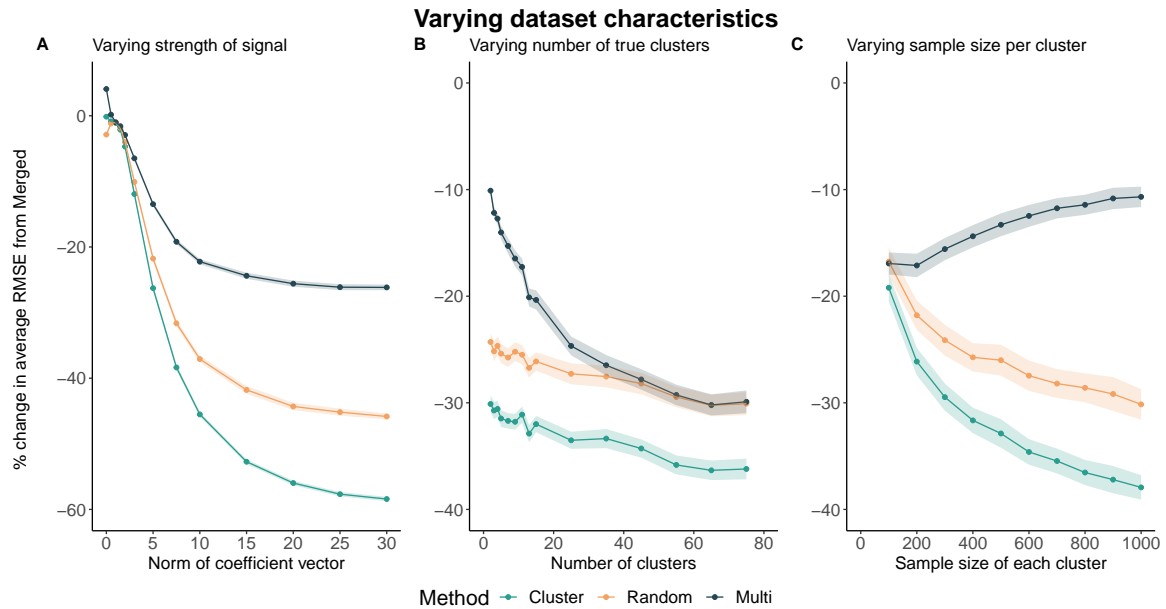 Varying dataset characteristics
A Varying strength of signal
B Varying number of true clusters
C Varying sample size per cluster
% change in average RMSE from Merged
0
−20
−40
−60
0 5 10 15 20 25 30
Norm of coefficient vector
0
−10
−20
−30
−40
0 20 40 60 80
Number of clusters
0
−10
−20
−30
−40
0 200 400 600 800 1000
Sample size of each cluster
Method Cluster Random Multi